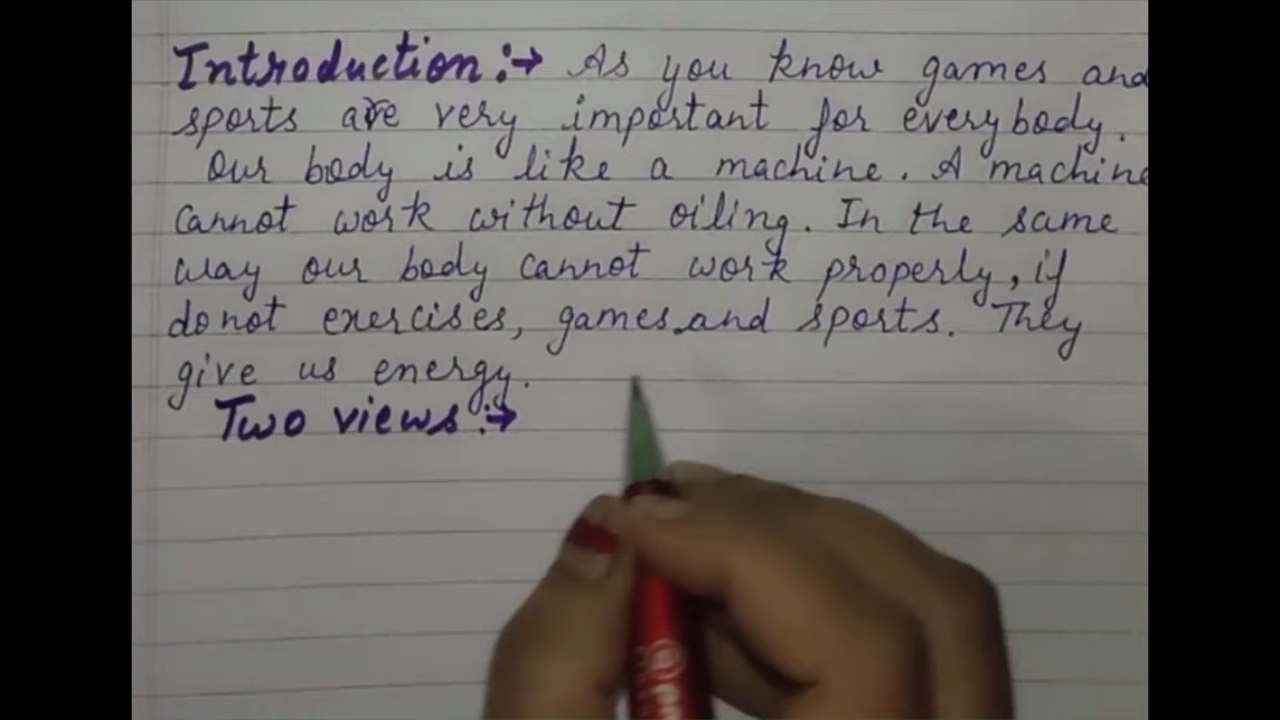 Introduction:→ As you know games and
sports are very important for everybody.
Our body is like a machine. A machine
cannot work without oiling. In the same
way our body cannot work properly, if
do not exercises, games and sports. They
give us energy.
Two views :→